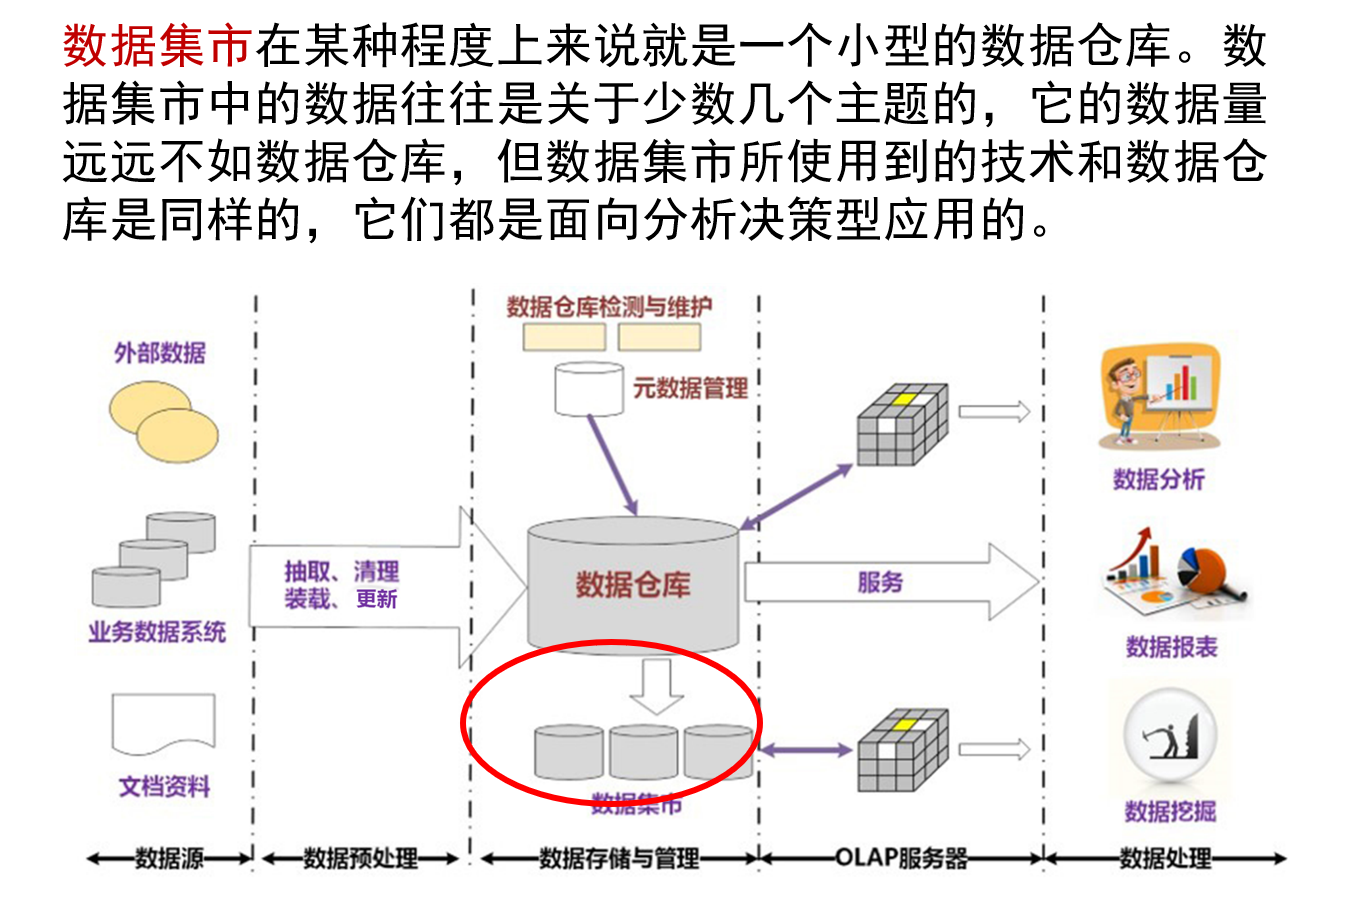 数据集市在某种程度上来说就是一个小型的数据仓库。数
据集市中的数据往往是关于少数几个主题的，它的数据量
远远不如数据仓库，但数据集市所使用到的技术和数据仓
库是同样的，它们都是面向分析决策型应用的。
数据仓库检测与维护
外部数据
元数据管理
数据分析
抽取、清理
装载、更新
数据仓库
服务
业务数据系统
数据报表
文档资料
数据集市
数据挖掘
数据源
数据预处理
数据存储与管理
OLAP服务器
数据处理